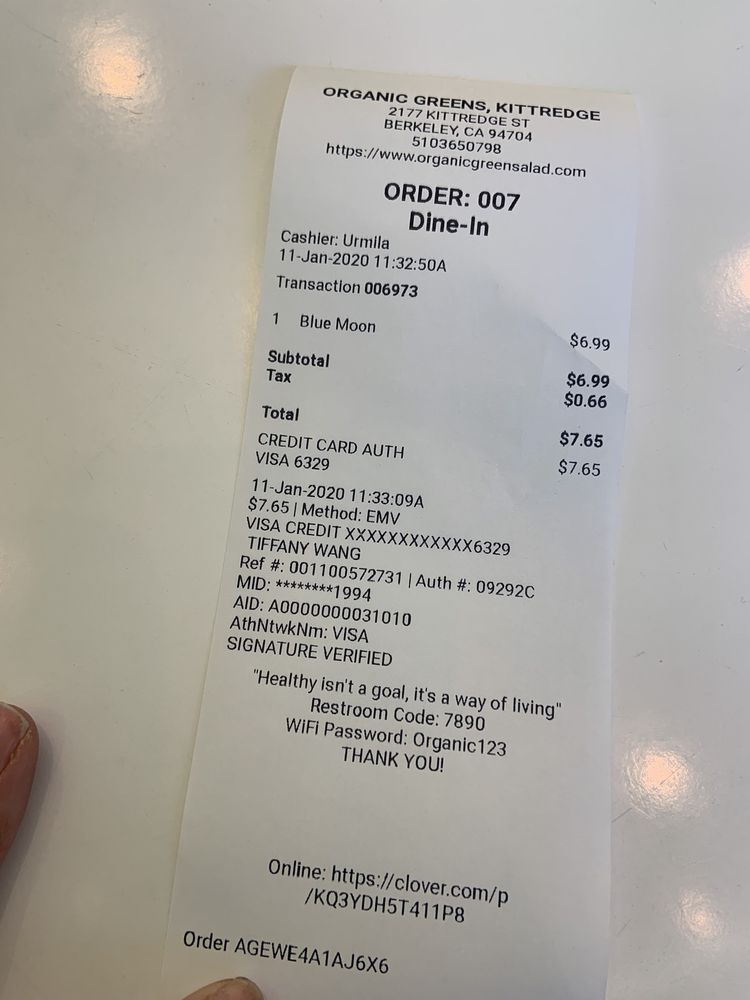 ORGANIC GREENS, KITTREDGE
2177 KITTREDGE ST
BERKELEY, CA 94704
5103650798
https://www.organicgreensalad.com
ORDER: 007
Dine-In
Cashier: Urmila
11-Jan-2020 11:32:50A
Transaction 006973
1 Blue Moon $6.99
Subtotal $6.99
Tax $0.66
Total $7.65
CREDIT CARD AUTH $7.65
VISA 6329
11-Jan-2020 11:33:09A
$7.65 | Method: EMV
VISA CREDIT XXXXXXXXXXXX6329
TIFFANY WANG
Ref #: 001100572731 | Auth #: 09292C
MID: ********1994
AID: A0000000031010
AthNtwkNm: VISA
SIGNATURE VERIFIED
"Healthy isn't a goal, it's a way of living"
Restroom Code: 7890
WiFi Password: Organic123
THANK YOU!
Online: https://clover.com/p
/KQ3YDH5T411P8
Order AGEWE4A1AJ6X6